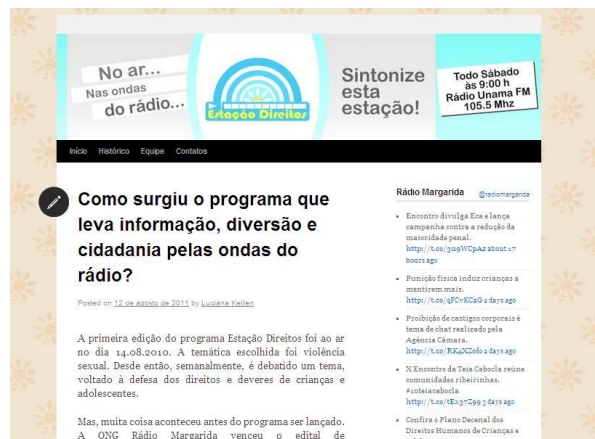 No ar...
Nas ondas
do rádio...
Estação Direitos
Sintonize
esta
estação!
Todo Sábado
às 9:00 h
Rádio Unama FM
105.5 Mhz
Início Histórico Equipe Contatos
Como surgiu o programa que
leva informação, diversão e
cidadania pelas ondas do
rádio?
Posted on 12 de agosto de 2011 by Luciana Kellen
A primeira edição do programa Estação Direitos foi ao ar
no dia 14.08.2010. A temática escolhida foi violência
sexual. Desde então, semanalmente, é debatido um tema,
voltado à defesa dos direitos e deveres de crianças e
adolescentes.
Mas, muita coisa aconteceu antes do programa ser lançado.
A ONG Rádio Margarida venceu o edital de
Rádio Margarida @radiomargarida
Encontro divulga Eca e lança
campanha contra a redução da
maioridade penal.
http://t.co/3u9WCpAz about 17
hours ago
Punição física induz crianças a
mentirem mais.
http://t.co/qFCvKC2G 2 days ago
Proibição de castigos corporais é
tema de chat realizado pela
Agência Câmara.
http://t.co/RK4XZof0 2 days ago
X Encontro da Teia Cabocla reúne
comunidades ribeirinhas.
#10teiacabocla
http://t.co/tEx37Z99 3 days ago
Confira o Plano Decenal dos
Direitos Humanos de Crianças e